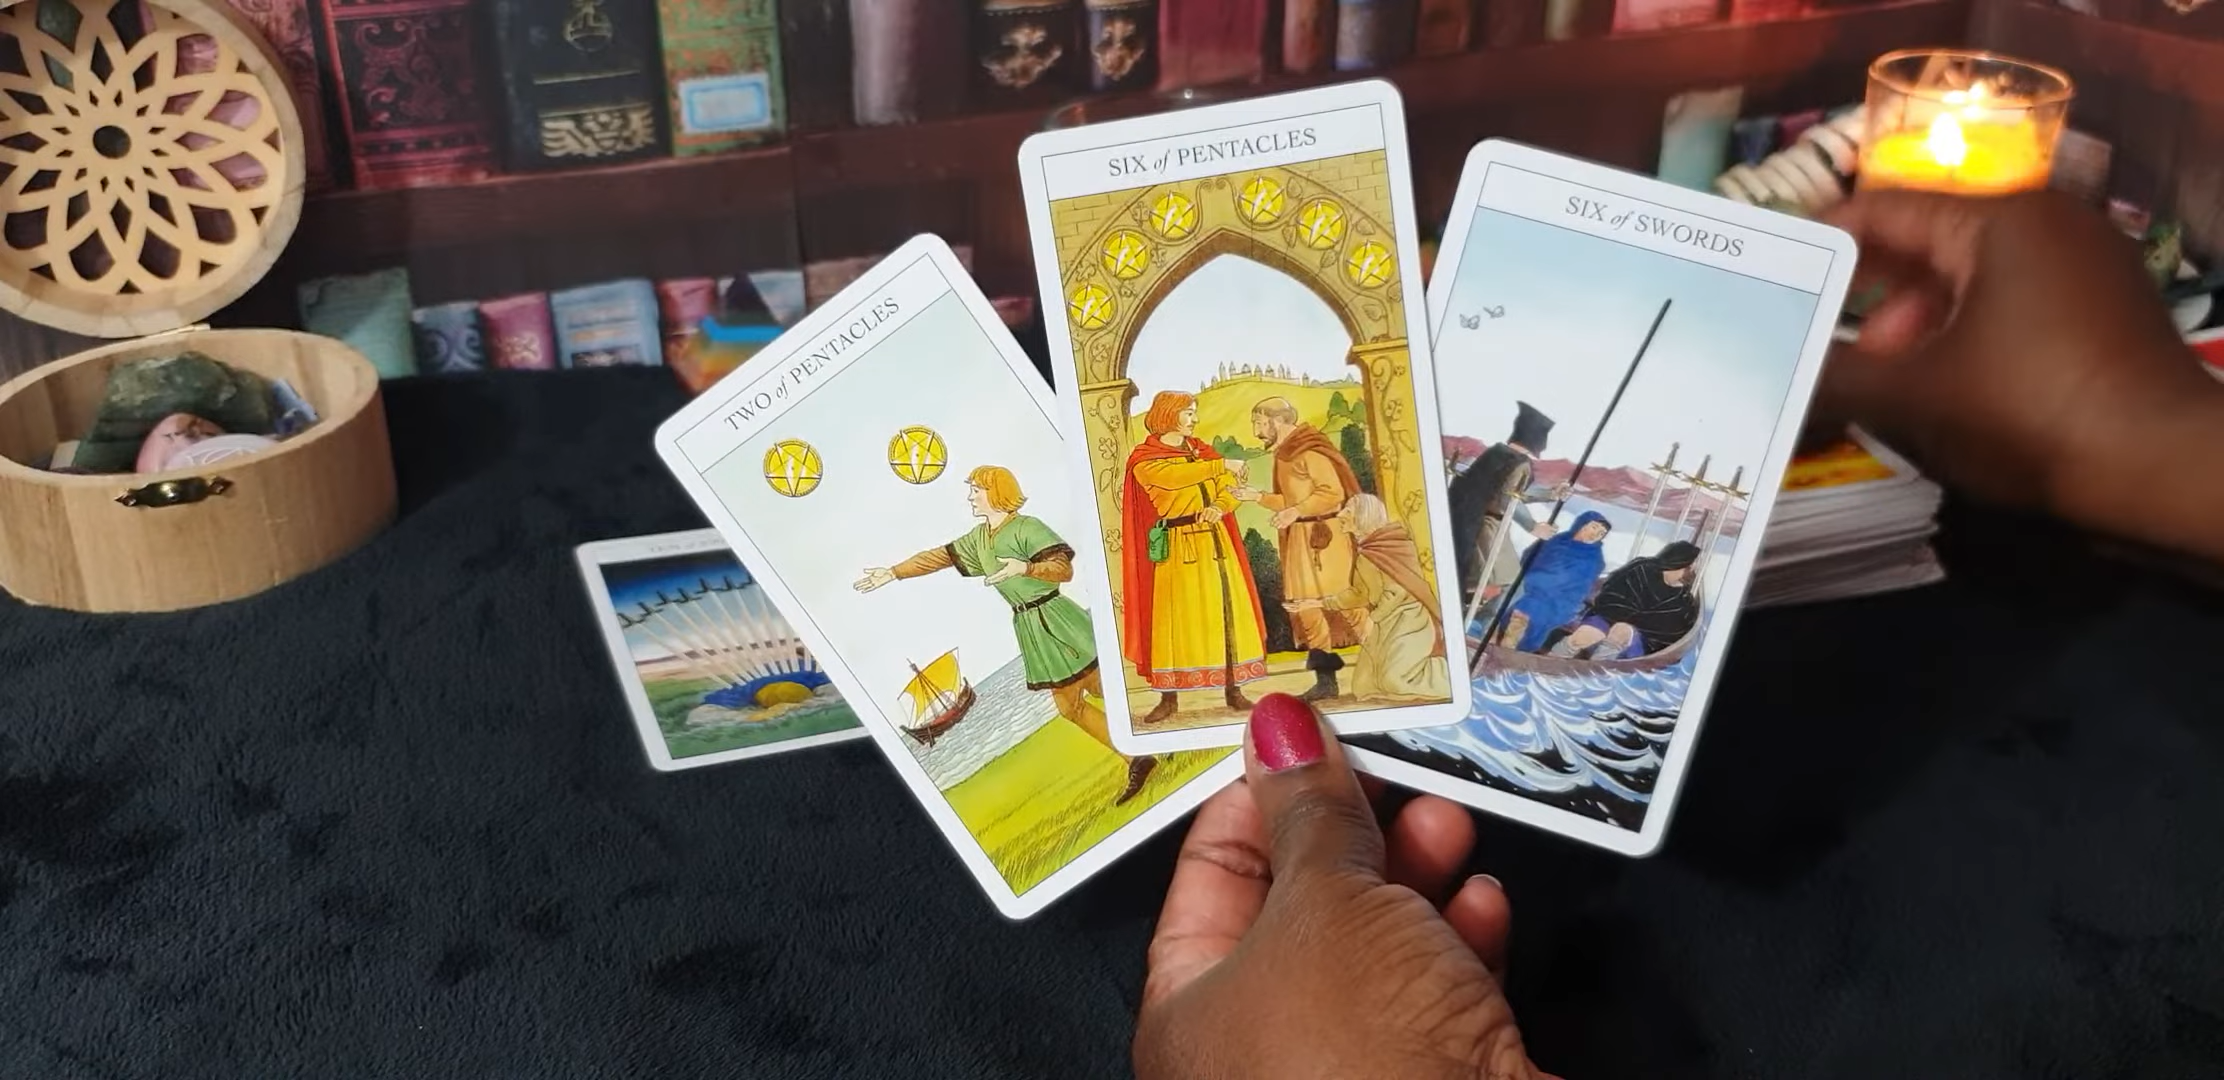 TWO of PENTACLES
SIX of PENTACLES
SIX of SWORDS